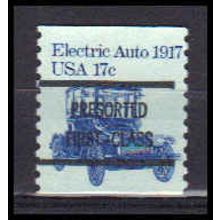 Electric Auto 1917
USA 17c
PRESORTED
FIRST-CLASS